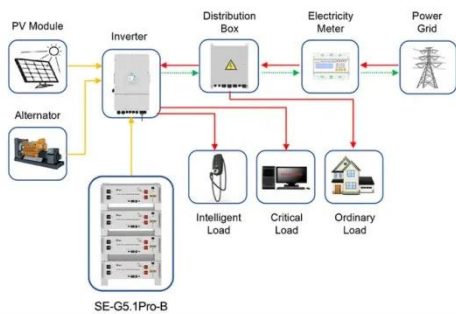 PV Module
Inverter
Distribution
Box
Electricity
Meter
Power
Grid
Alternator
Intelligent
Load
Critical
Load
Ordinary
Load
SE-G5.1Pro-B